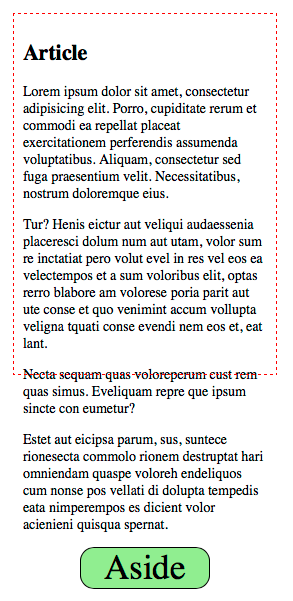 Article
Lorem ipsum dolor sit amet, consectetur
adipisicing elit. Porro, cupiditate rerum et
commodi ea repellat placeat
exercitationem perferendis assumenda
voluptatibus. Aliquam, consectetur sed
fuga praesentium velit. Necessitatibus,
nostrum doloremque eius.
Tur? Henis eictur aut veliqui audaessenia
placeresci dolum num aut utam, volor sum
re inctatiat pero volut evel in res vel eos ea
velectempos et a sum voloribus elit, optas
rerro blabore am volorese poria parit aut
ute conse et quo venimint accum vollupta
veligna tquati conse evendi nem eos et, eat
lant.
Necta sequam quas voloreperum cust rem
quas simus. Eveliquam repre que ipsum
sincte con eumetur?
Estet aut eicipsa parum, sus, suntece
rionesecta commolo rionem destruptat hari
omniendam quaspe voloreh endeliquos
cum nonse pos vellati di dolupta tempedis
eata nimperempos es dicient volor
acienieni quisqua spernat.
Aside